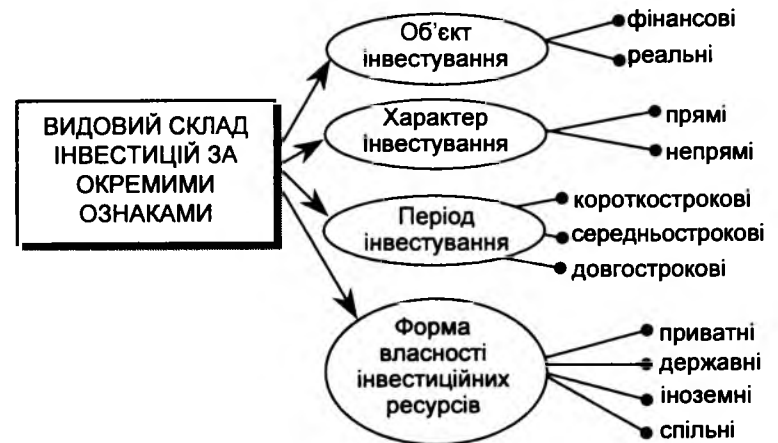 ВИДОВИЙ СКЛАД
ІНВЕСТИЦІЙ ЗА
ОКРЕМИМИ
ОЗНАКАМИ
Об'єкт
інвестування
фінансові
реальні
Характер
інвестування
прямі
непрямі
Період
інвестування
короткострокові
середньострокові
довгострокові
Форма
власності
інвестиційних
ресурсів
приватні
державні
іноземні
спільні